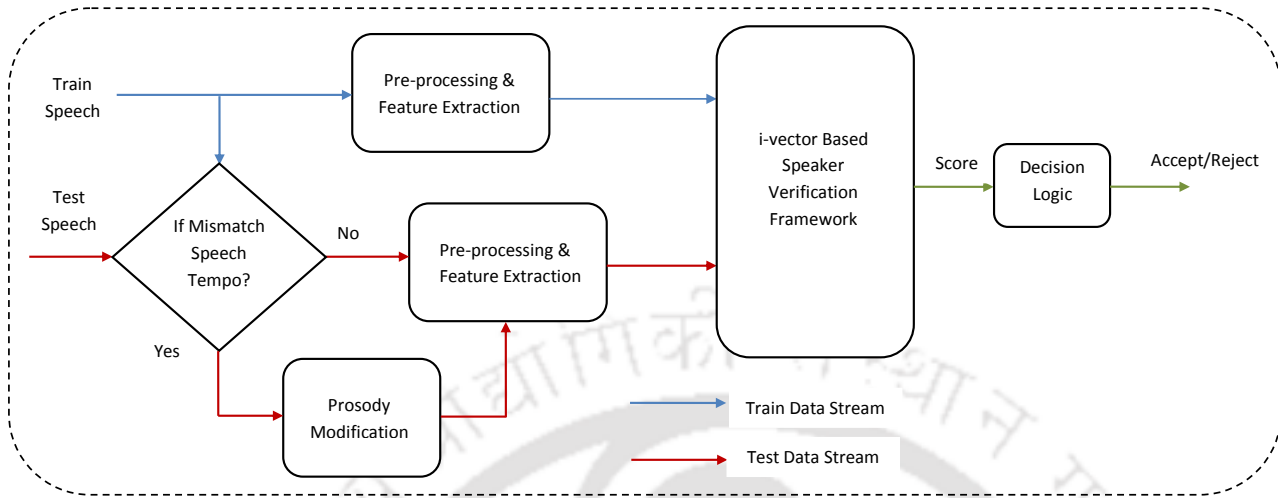 Train
Speech
Pre-processing &
Feature Extraction
i-vector Based
Speaker
Verification
Framework
Score
Decision
Logic
Accept/Reject
Test
Speech
If Mismatch
Speech
Tempo?
No
Pre-processing &
Feature Extraction
Yes
Prosody
Modification
Train Data Stream
Test Data Stream